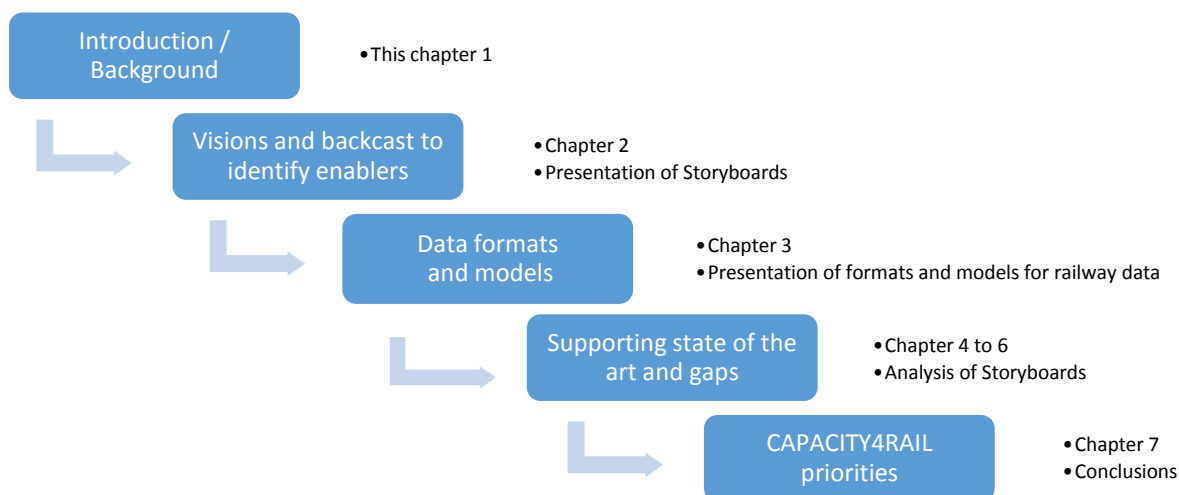 Introduction /
Background
•This chapter 1
Visions and backcast to
identify enablers
•Chapter 2
•Presentation of Storyboards
Data formats
and models
•Chapter 3
•Presentation of formats and models for railway data
Supporting state of the
art and gaps
•Chapter 4 to 6
•Analysis of Storyboards
CAPACITY4RAIL
priorities
•Chapter 7
•Conclusions